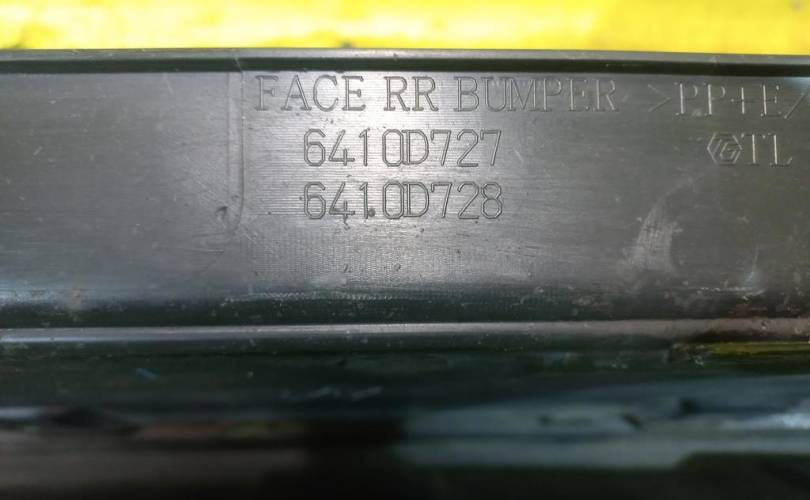 FACE RR BUMPER >PP+E/
6410D727 TL
6410D728